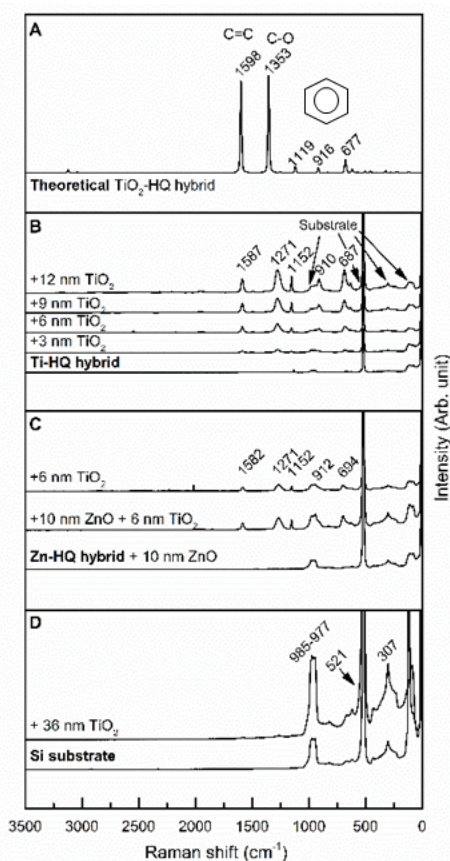 A
C=C
C-O
1598
1353
1119
916
677
Theoretical TiO₂-HQ hybrid
B
Substrate
1587
1271
1152
910
687
+12 nm TiO₂
+9 nm TiO₂
+6 nm TiO₂
+3 nm TiO₂
Ti-HQ hybrid
C
1582
1271
1152
912
694
+6 nm TiO₂
+10 nm ZnO + 6 nm TiO₂
Zn-HQ hybrid + 10 nm ZnO
D
985-977
521
307
+ 36 nm TiO₂
Si substrate
3500 3000 2500 2000 1500 1000 500 0
Raman shift (cm⁻¹)
Intensity (Arb. unit)